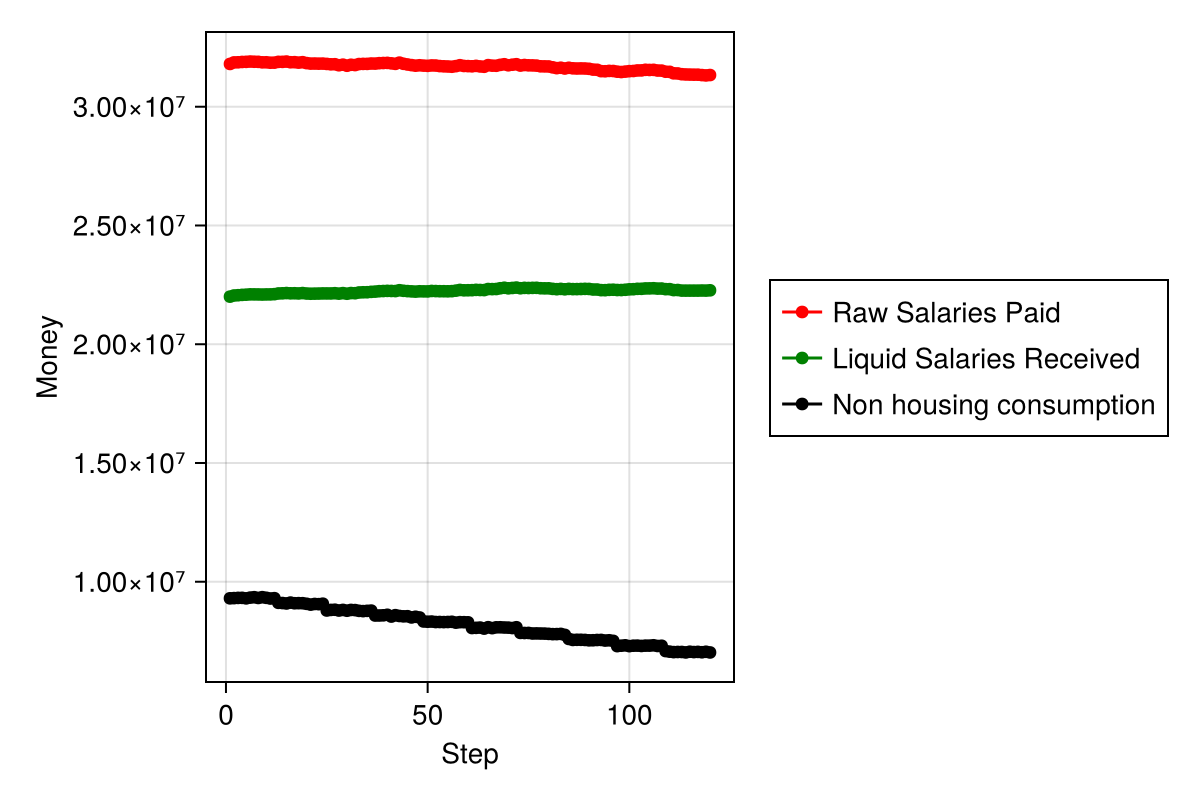 3.00×10⁷
2.50×10⁷
2.00×10⁷
1.50×10⁷
1.00×10⁷
Money
0
50
100
Step
Raw Salaries Paid
Liquid Salaries Received
Non housing consumption